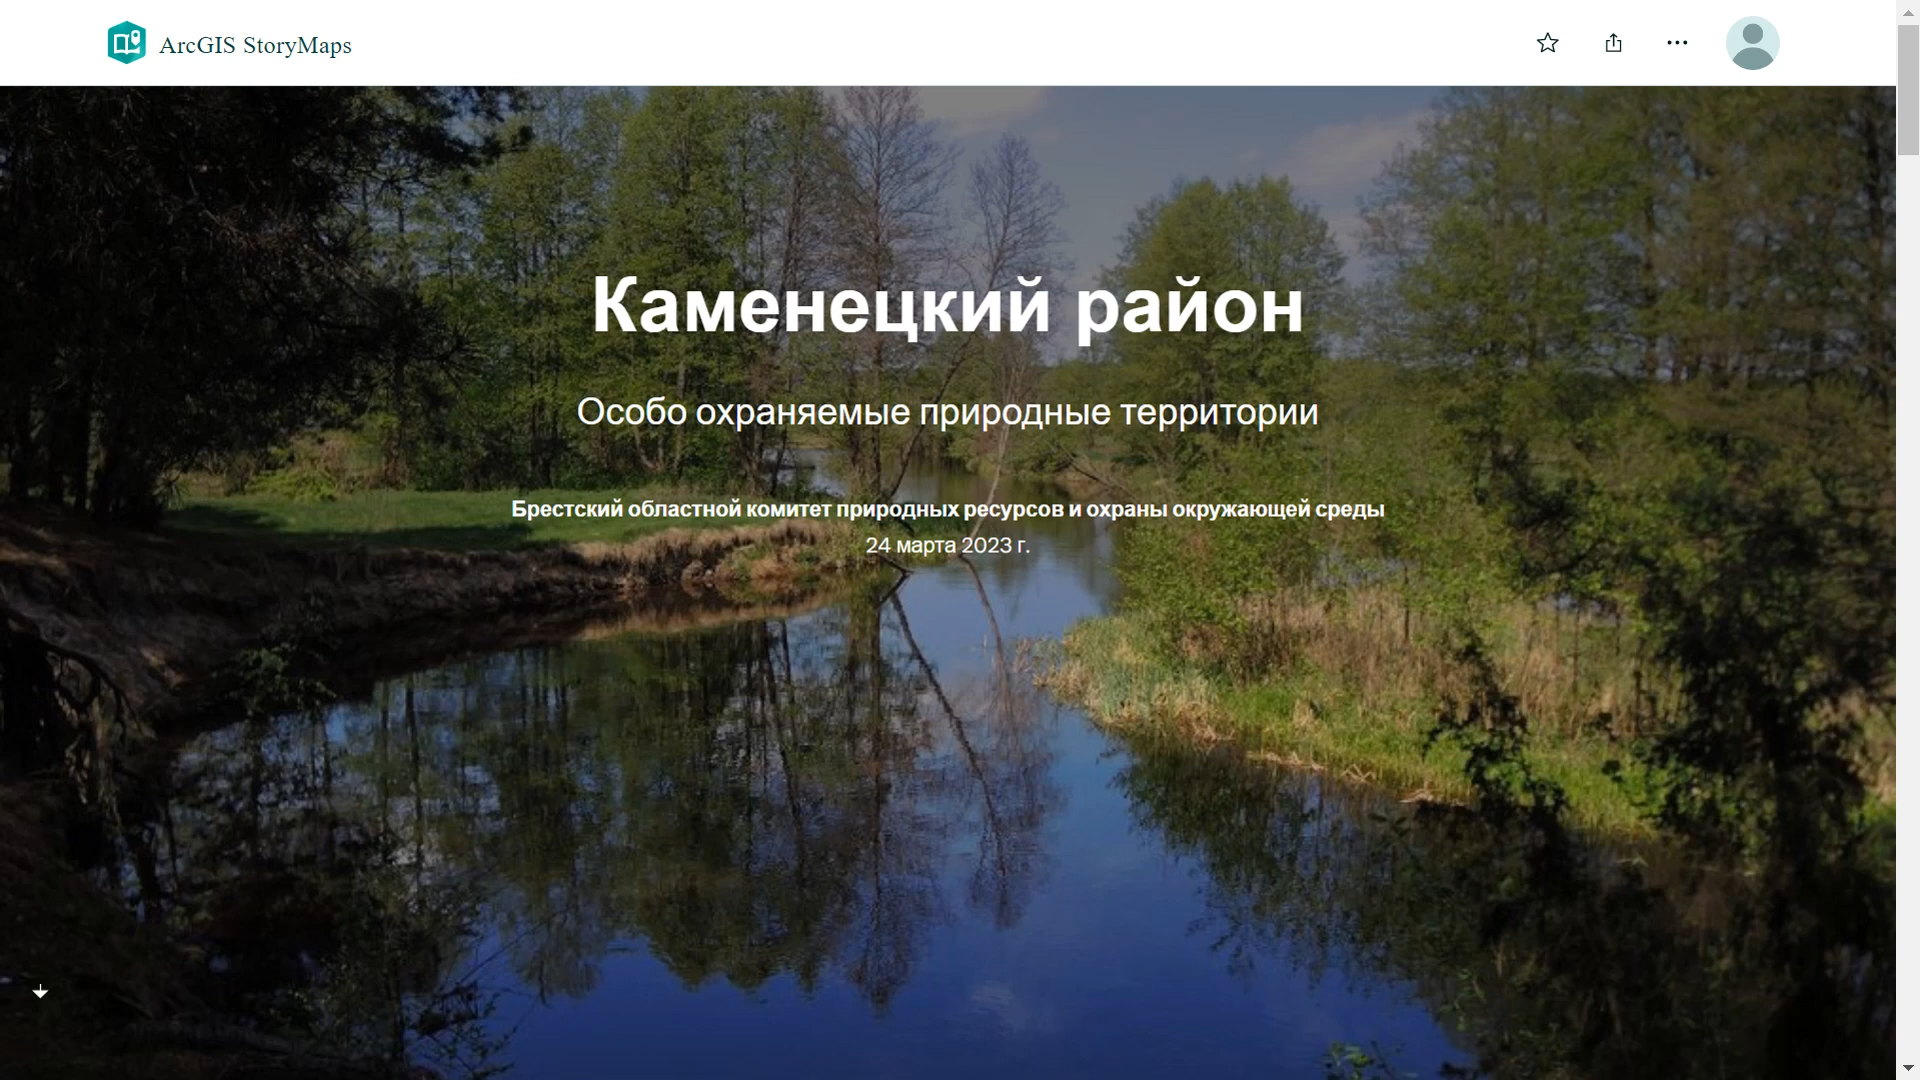 ArcGIS StoryMaps
Каменецкий район
Особо охраняемые природные территории
Брестский областной комитет природных ресурсов и охраны окружающей среды
24 марта 2023 г.